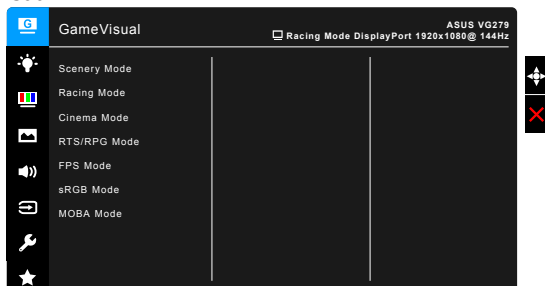 G
GameVisual
ASUS VG279
Racing Mode DisplayPort 1920x1080@ 144Hz
Scenery Mode
Racing Mode
Cinema Mode
RTS/RPG Mode
FPS Mode
sRGB Mode
MOBA Mode